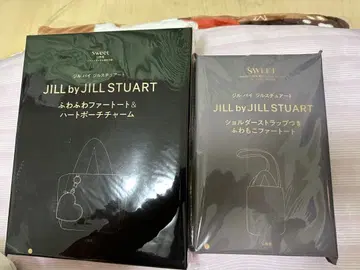 sweet
ジル バイ ジルスチュアート
JILL by JILL STUART
ふわふわファートート&
ハートポーチチャーム
SWEET
ジル バイ ジルスチュアート
JILL by JILL STUART
ショルダーストラップつき
ふわもこファートート